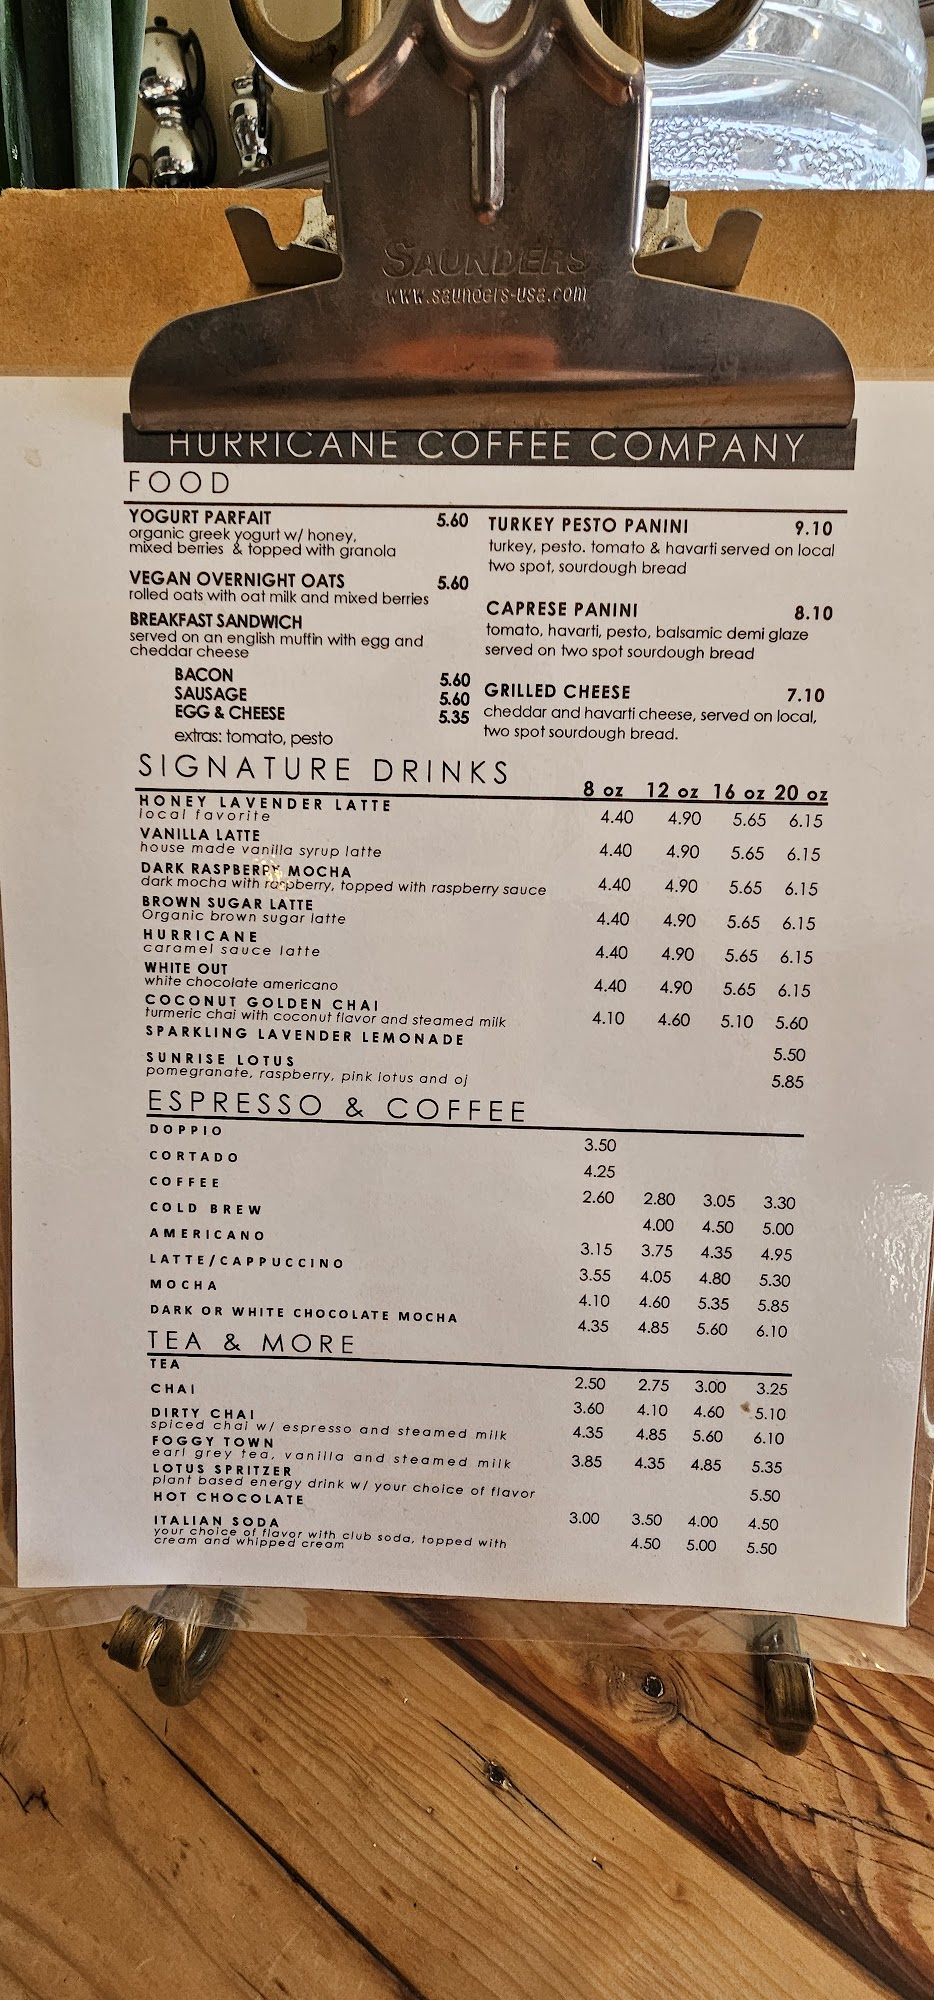 SAUNDERS
www.saunders-usa.com
HURRICANE COFFEE COMPANY
FOOD
YOGURT PARFAIT 5.60
organic greek yogurt w/ honey,
mixed berries & topped with granola
VEGAN OVERNIGHT OATS 5.60
rolled oats with oat milk and mixed berries
BREAKFAST SANDWICH
served on an english muffin with egg and
cheddar cheese
BACON 5.60
SAUSAGE 5.60
EGG & CHEESE 5.35
extras: tomato, pesto
TURKEY PESTO PANINI 9.10
turkey, pesto. tomato & havarti served on local
two spot, sourdough bread
CAPRESE PANINI 8.10
tomato, havarti, pesto, balsamic demi glaze
served on two spot sourdough bread
GRILLED CHEESE 7.10
cheddar and havarti cheese, served on local,
two spot sourdough bread.
SIGNATURE DRINKS 8 oz 12 oz 16 oz 20 oz
HONEY LAVENDER LATTE 4.40 4.90 5.65 6.15
local favorite
VANILLA LATTE 4.40 4.90 5.65 6.15
house made vanilla syrup latte
DARK RASPBERRY MOCHA 4.40 4.90 5.65 6.15
dark mocha with raspberry, topped with raspberry sauce
BROWN SUGAR LATTE 4.40 4.90 5.65 6.15
Organic brown sugar latte
HURRICANE 4.40 4.90 5.65 6.15
caramel sauce latte
WHITE OUT 4.40 4.90 5.65 6.15
white chocolate americano
COCONUT GOLDEN CHAI 4.10 4.60 5.10 5.60
turmeric chai with coconut flavor and steamed milk
SPARKLING LAVENDER LEMONADE 5.50
SUNRISE LOTUS 5.85
pomegranate, raspberry, pink lotus and oj
ESPRESSO & COFFEE
DOPPIO 3.50
CORTADO 4.25
COFFEE 2.60 2.80 3.05 3.30
COLD BREW 4.00 4.50 5.00
AMERICANO 3.15 3.75 4.35 4.95
LATTE/CAPPUCCINO 3.55 4.05 4.80 5.30
MOCHA 4.10 4.60 5.35 5.85
DARK OR WHITE CHOCOLATE MOCHA 4.35 4.85 5.60 6.10
TEA & MORE
TEA 2.50 2.75 3.00 3.25
CHAI 3.60 4.10 4.60 5.10
DIRTY CHAI 4.35 4.85 5.60 6.10
spiced chai w/ espresso and steamed milk
FOGGY TOWN 3.85 4.35 4.85 5.35
earl grey tea, vanilla and steamed milk
LOTUS SPRITZER 5.50
plant based energy drink w/ your choice of flavor
HOT CHOCOLATE 3.00 3.50 4.00 4.50
ITALIAN SODA 4.50 5.00 5.50
your choice of flavor with club soda, topped with
cream and whipped cream